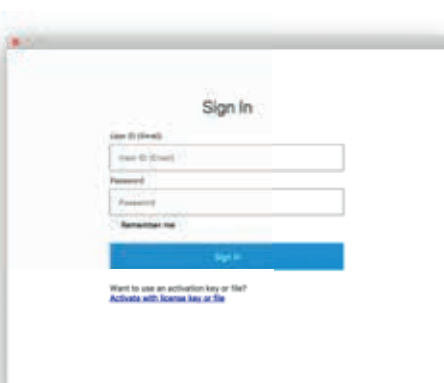 Sign In
User ID (Email)
User ID (Email)
Password
Password
Remember me
Sign In
Want to use an activation key or file?
Activate with license key or file